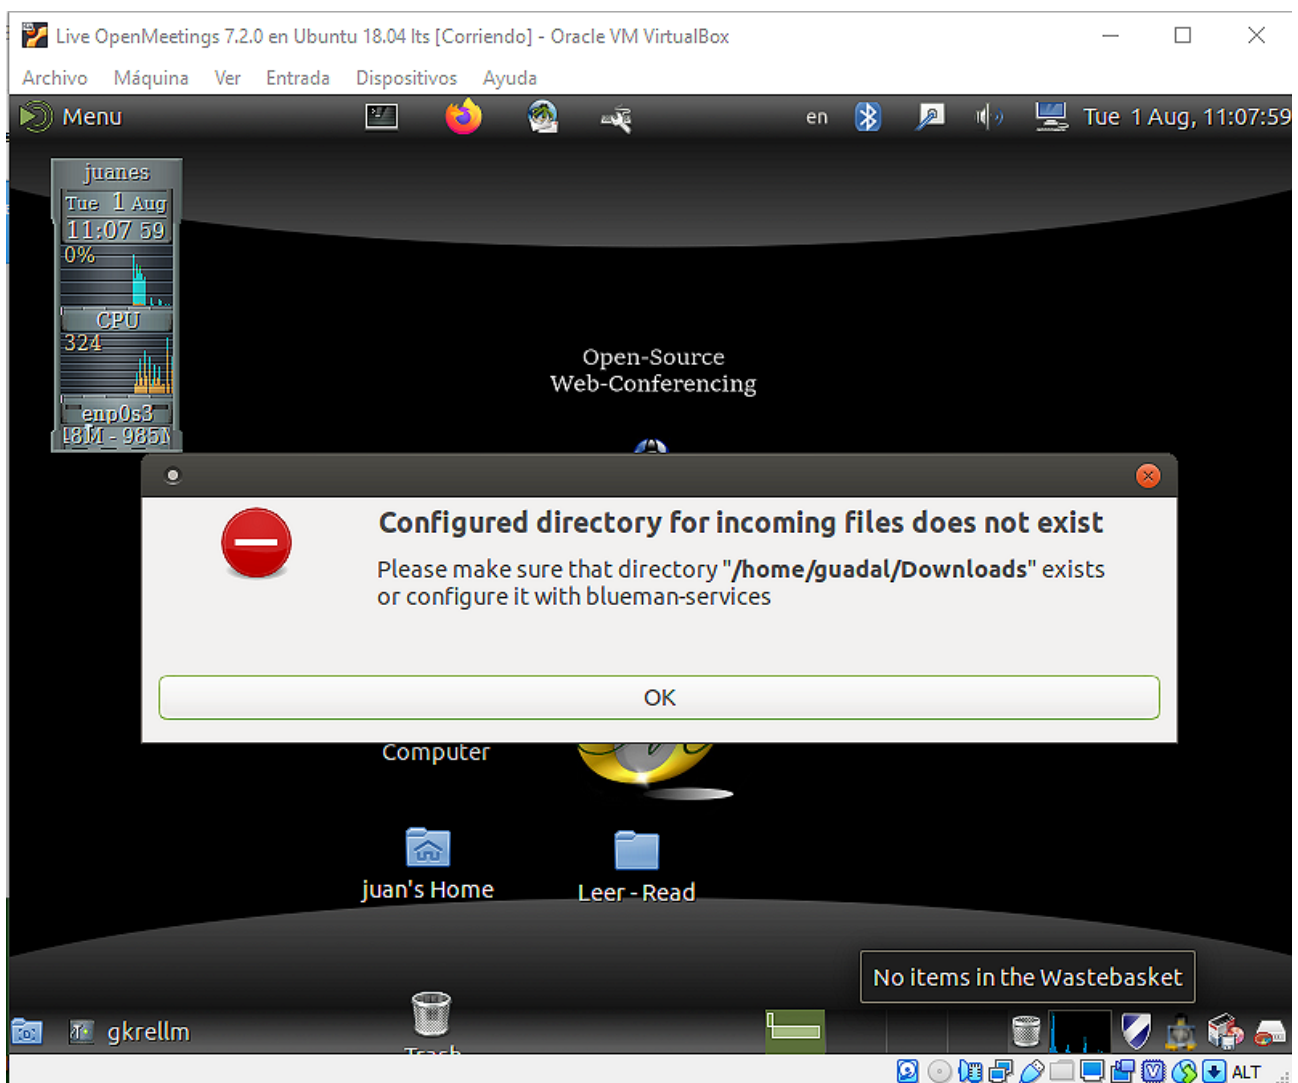 Live OpenMeetings 7.2.0 en Ubuntu 18.04 lts [Corriendo] - Oracle VM VirtualBox
Archivo Máquina Ver Entrada Dispositivos Ayuda
Menu en Tue 1 Aug, 11:07:59
juanes
Tue 1 Aug
11:07 59
0%
CPU
324
enp0s3
18M - 985M
Open-Source
Web-Conferencing
Configured directory for incoming files does not exist
Please make sure that directory "/home/guadal/Downloads" exists
or configure it with blueman-services
OK
Computer
juan's Home Leer - Read
No items in the Wastebasket
gkrellm
Trash
ALT